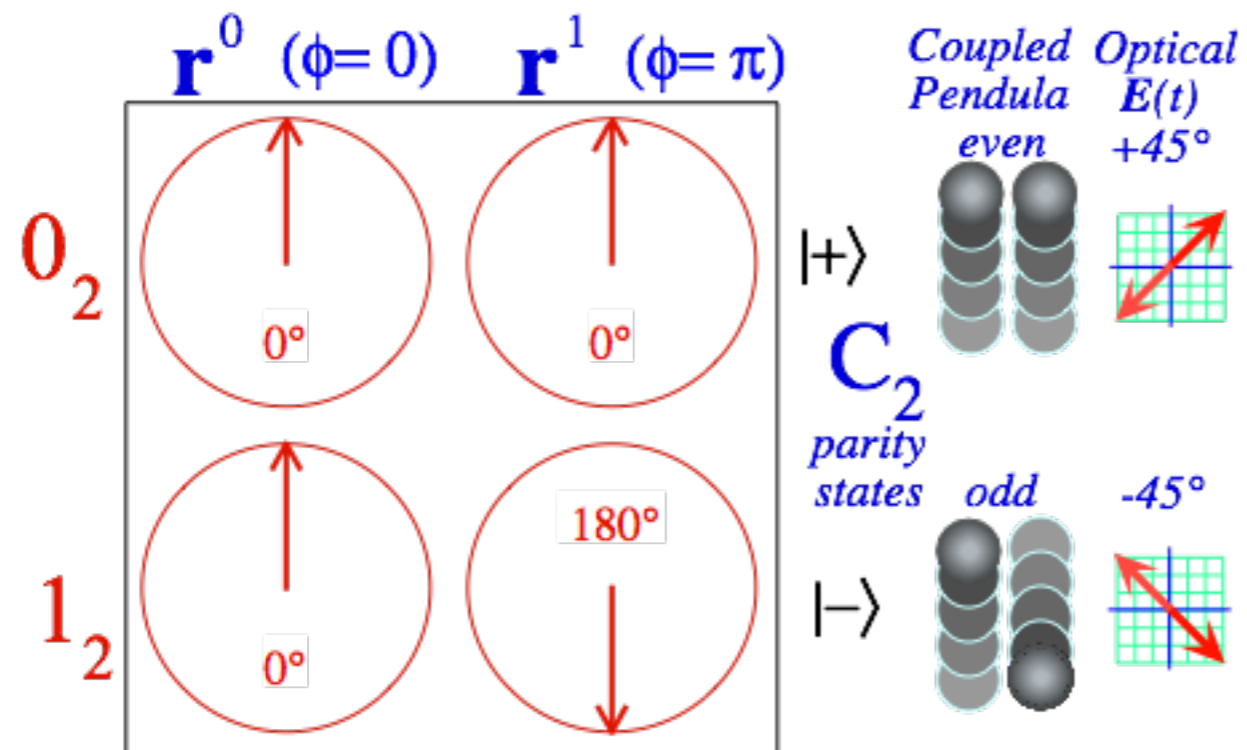 r⁰ (ϕ= 0) r¹ (ϕ= π)
Coupled Pendula
Optical E(t)
even +45°
0₂ 0° 0° |+⟩
C₂
parity states
odd -45°
1₂ 0° 180° |−⟩